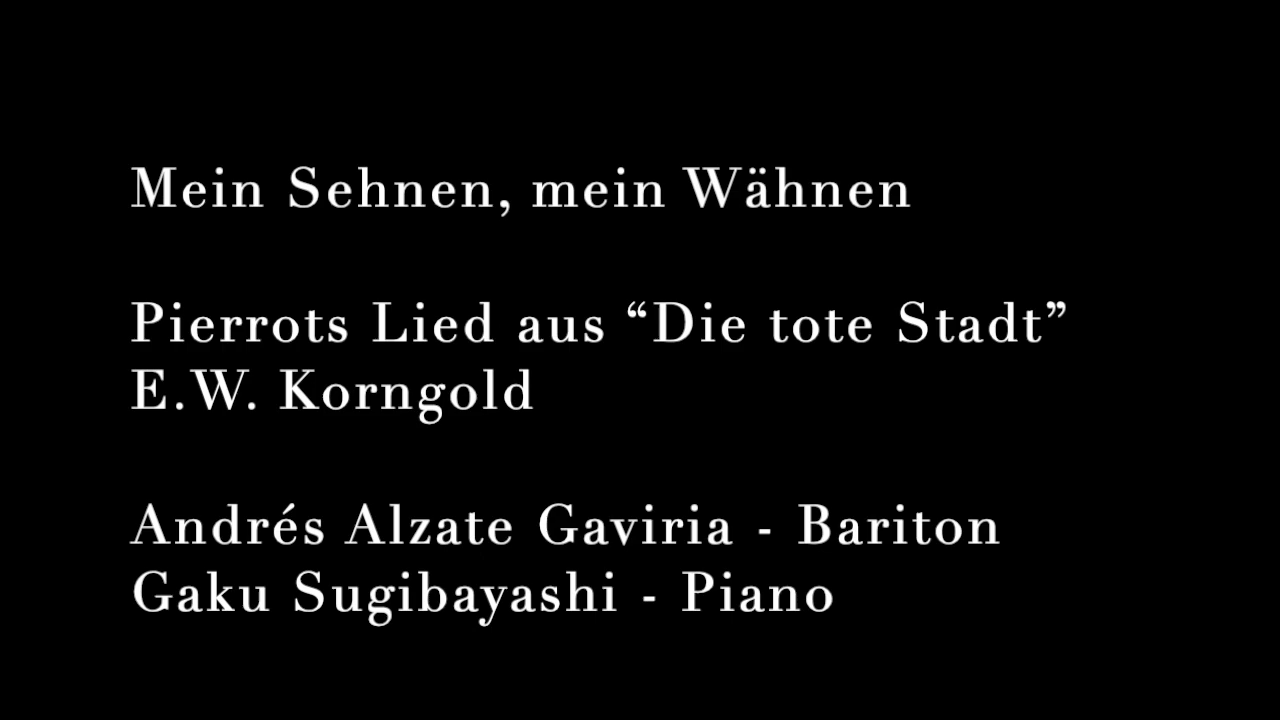 Mein Sehnen, mein Wähnen
Pierrots Lied aus “Die tote Stadt”
E.W. Korngold
Andrés Alzate Gaviria - Bariton
Gaku Sugibayashi - Piano